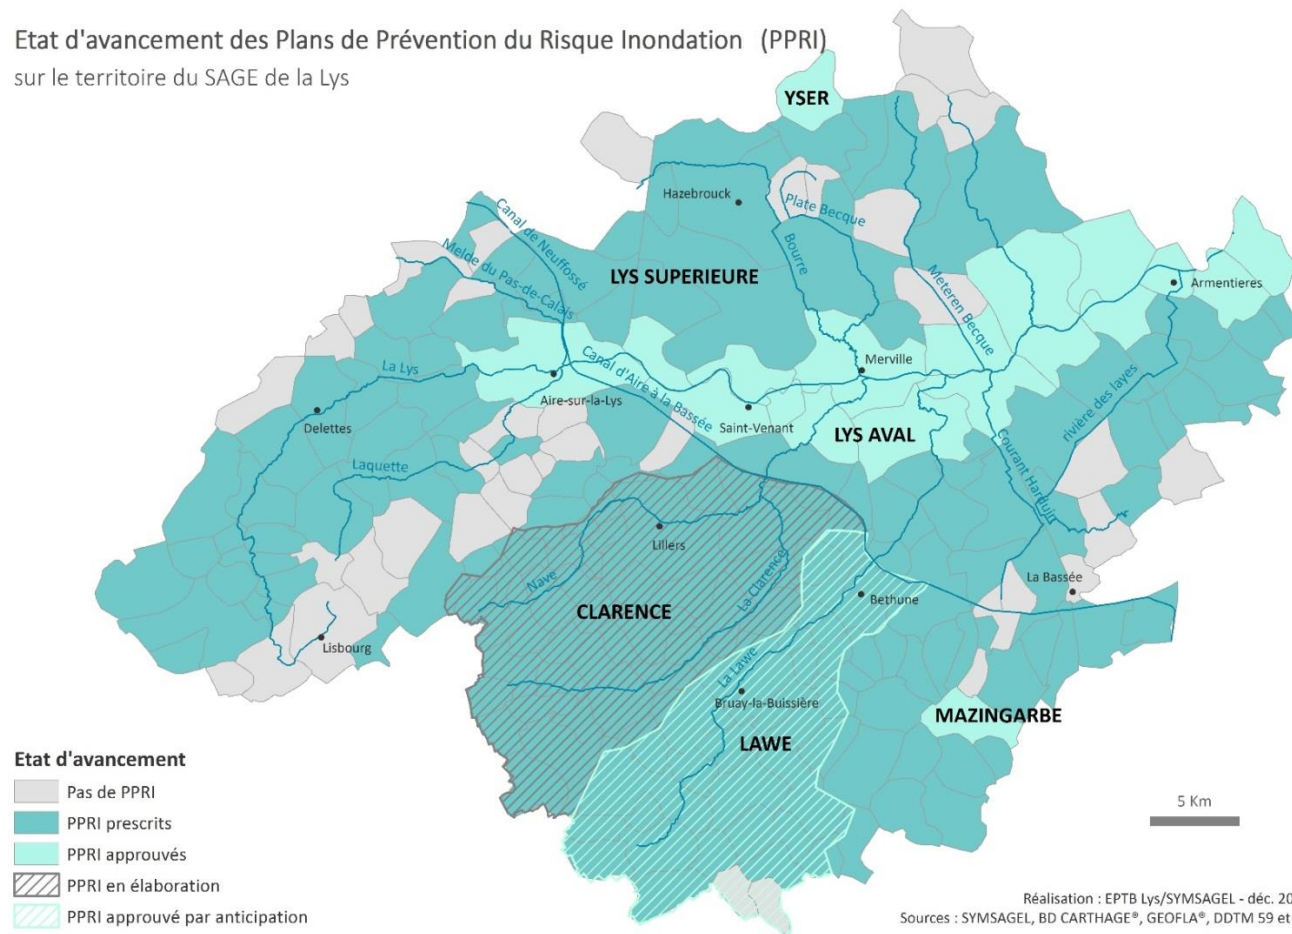 Etat d'avancement des Plans de Prévention du Risque Inondation (PPRI)
sur le territoire du SAGE de la Lys
YSER
Hazebrouck
Plate Becque
Canal de Neuffossé
Melde du Pas-de-Calais
LYS SUPERIEURE
Bourre
Meteren Becque
Armentieres
La Lys
Canal d'Aire à la Bassée
Merville
Aire-sur-la-Lys
Delettes
Saint-Venant
LYS AVAL
rivière des layes
Laquette
Courant Harduin
Lillers
Nave
La Clarence
La Bassée
Bethune
CLARENCE
Lisbourg
La Lawe
Bruay-la-Buissière
MAZINGARBE
LAWE
Etat d'avancement
Pas de PPRI
PPRI prescrits
PPRI approuvés
PPRI en élaboration
PPRI approuvé par anticipation
5 Km
Réalisation : EPTB Lys/SYMSAGEL - déc. 20
Sources : SYMSAGEL, BD CARTHAGE®, GEOFLA®, DDTM 59 et